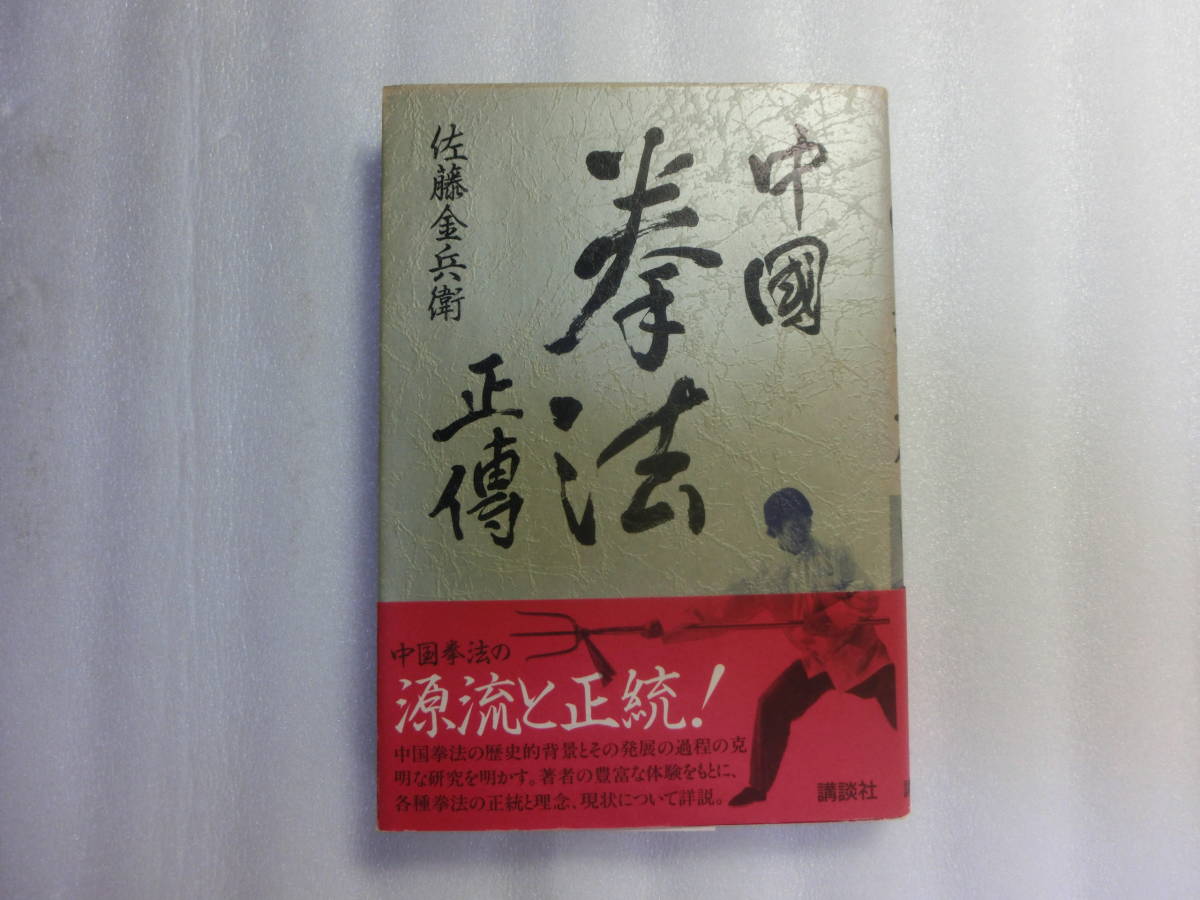 中國
拳法
正傳
佐藤金兵衛
中国拳法の
源流と正統!
中国拳法の歴史的背景とその発展の過程の克
明な研究を明かす。著者の豊富な体験をもとに、
各種拳法の正統と理念、現状について詳説。
講談社